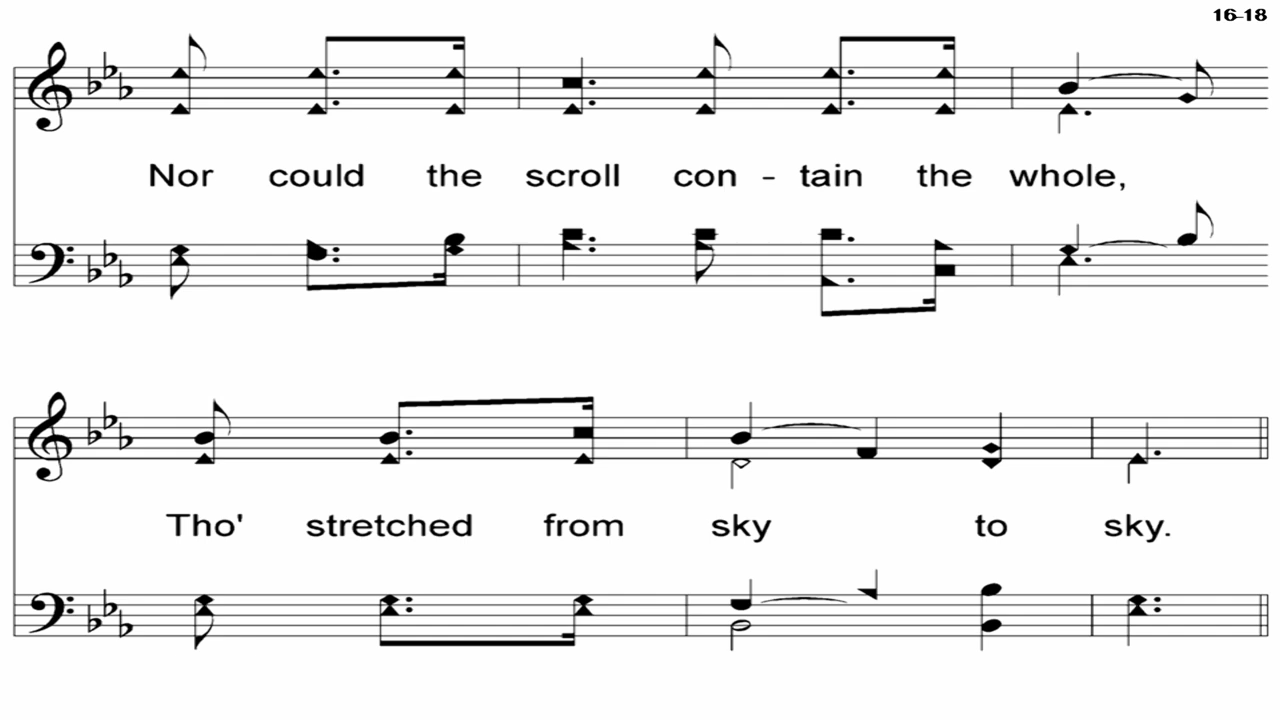 16-18
Nor could the scroll con - tain the whole,
Tho' stretched from sky to sky.